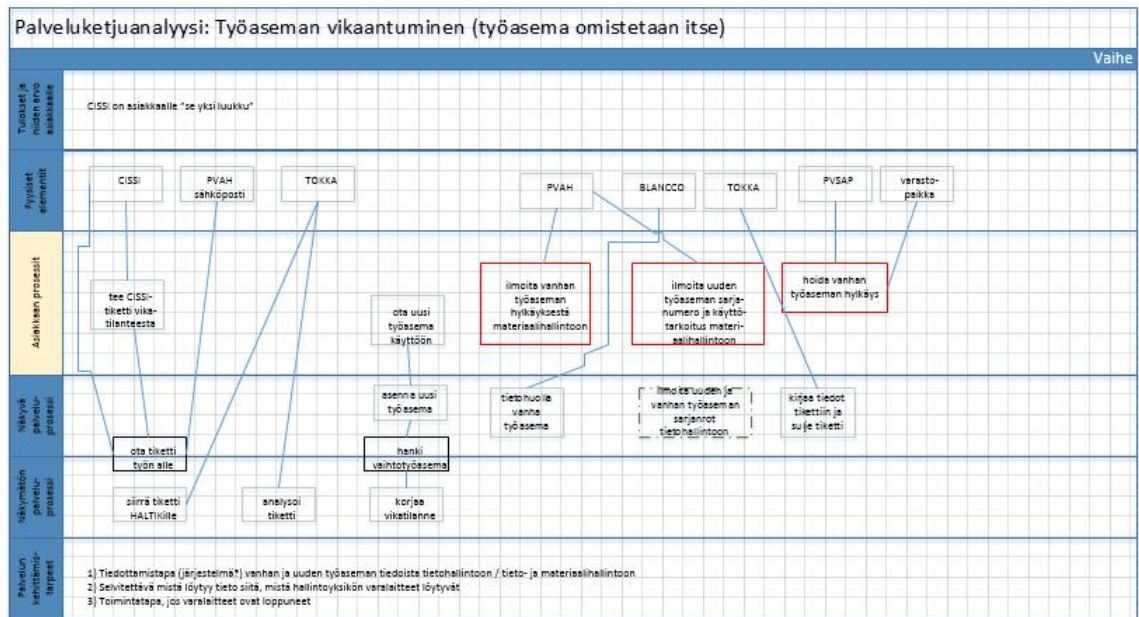 Palveluketjuanalyysi: Työaseman vikaantuminen (työasema omistetaan itse)
Vaihe
Tulokset ja
niiden arvo
asiakkaalle
CISSI on asiakkaalle "se yksi luukku"
Fyysiset
elementit
CISSI
PVAH
sähköposti
TOKKA
PVAH
BLANCCO
TOKKA
PVSAP
varasto-
paikka
Asiakkaan prosessit
tee CISSI-
tiketti vika-
tilanteesta
ota uusi
työasema
käyttöön
ilmoita vanhan
työaseman
hylkäyksestä
materiaalihallintoon
ilmoita uuden
työaseman sarja-
numero ja käyttö-
tarkoitus materi-
aalihallintoon
hoida vanhan
työaseman hylkäys
Näkyvä
palvelu-
prosessi
ota tiketti
työn alle
asenna uusi
työasema
hanki
vaihtotyöasema
tietohuolla
vanha
työasema
ilmoita uuden ja
vanhan työaseman
sarjanrot
tietohallintoon
kirjaa tiedot
tikettiin ja
sulje tiketti
Näkymätön
palvelu-
prosessi
siirrä tiketti
HALTIKille
analysoi
tiketti
korjaa
vikatilanne
Palvelun
kehittämis-
tarpeet
1) Tiedottamistapa (järjestelmä?) vanhan ja uuden työaseman tiedoista tietohallintoon / tieto- ja materiaalihallintoon
2) Selvitettävä mistä löytyy tieto siitä, mistä hallintoyksikön varalaitteet löytyvät
3) Toimintatapa, jos varalaitteet ovat loppuneet